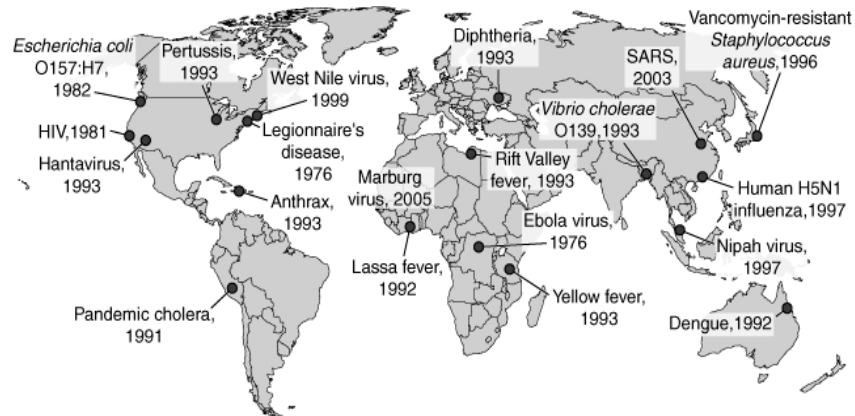 Escherichia coli
O157:H7,
1982
Pertussis,
1993
West Nile virus,
1999
HIV,1981
Hantavirus,
1993
Legionnaire's
disease,
1976
Anthrax,
1993
Pandemic cholera,
1991
Diphtheria,
1993
Vibrio cholerae
O139,1993
SARS,
2003
Vancomycin-resistant
Staphylococcus
aureus,1996
Marburg
virus, 2005
Rift Valley
fever, 1993
Ebola virus,
1976
Lassa fever,
1992
Yellow fever,
1993
Human H5N1
influenza,1997
Nipah virus,
1997
Dengue,1992